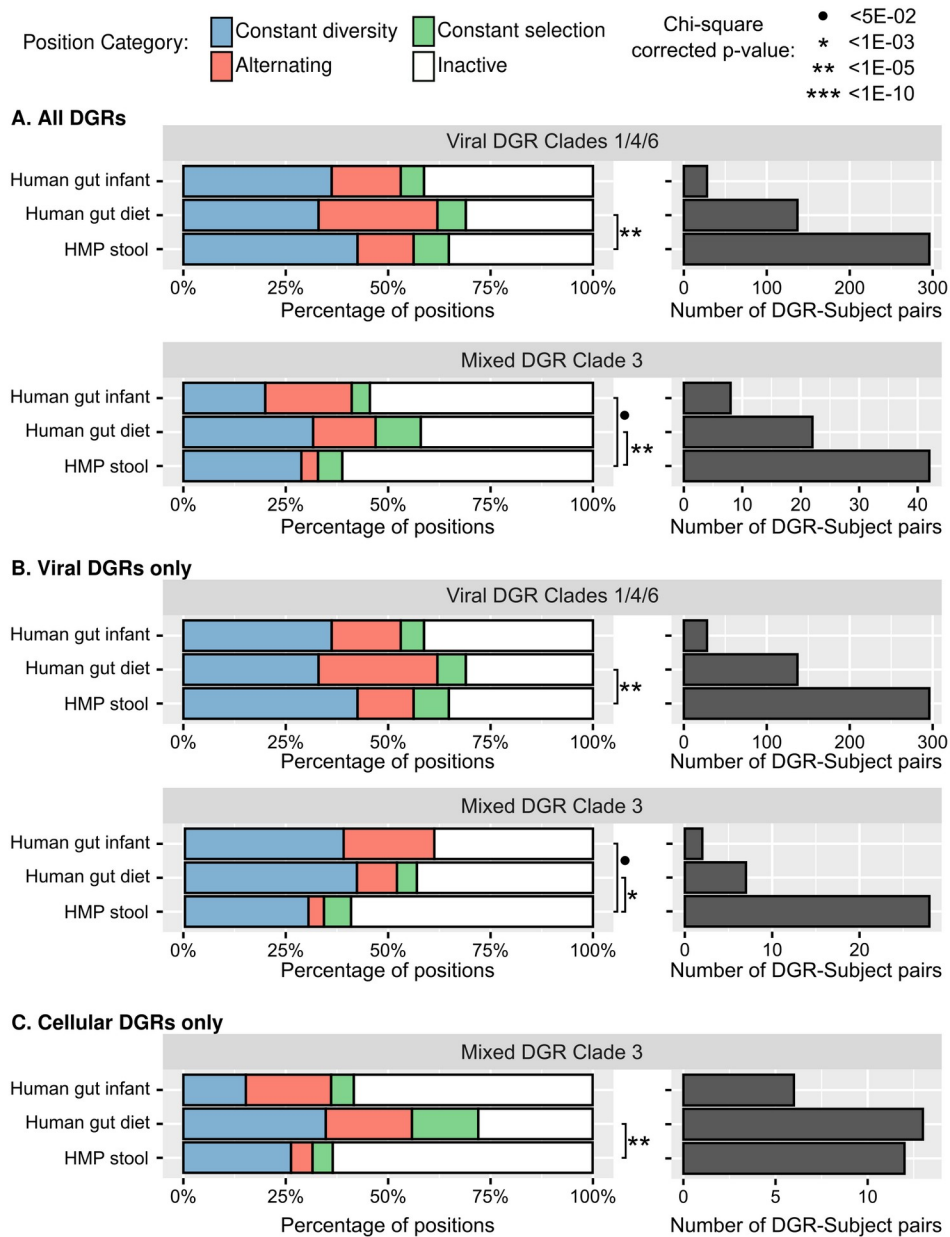 Position Category:
Constant diversity
Constant selection
Alternating
Inactive
Chi-square
corrected p-value:
● <5E-02
* <1E-03
** <1E-05
*** <1E-10
A. All DGRs
Viral DGR Clades 1/4/6
Human gut infant
Human gut diet
HMP stool
**
0% 25% 50% 75% 100%
Percentage of positions
0 100 200 300
Number of DGR-Subject pairs
Mixed DGR Clade 3
Human gut infant
Human gut diet
HMP stool
●
**
0% 25% 50% 75% 100%
Percentage of positions
0 10 20 30 40
Number of DGR-Subject pairs
B. Viral DGRs only
Viral DGR Clades 1/4/6
Human gut infant
Human gut diet
HMP stool
**
0% 25% 50% 75% 100%
Percentage of positions
0 100 200 300
Number of DGR-Subject pairs
Mixed DGR Clade 3
Human gut infant
Human gut diet
HMP stool
●
*
0% 25% 50% 75% 100%
Percentage of positions
0 10 20
Number of DGR-Subject pairs
C. Cellular DGRs only
Mixed DGR Clade 3
Human gut infant
Human gut diet
HMP stool
**
0% 25% 50% 75% 100%
Percentage of positions
0 5 10
Number of DGR-Subject pairs